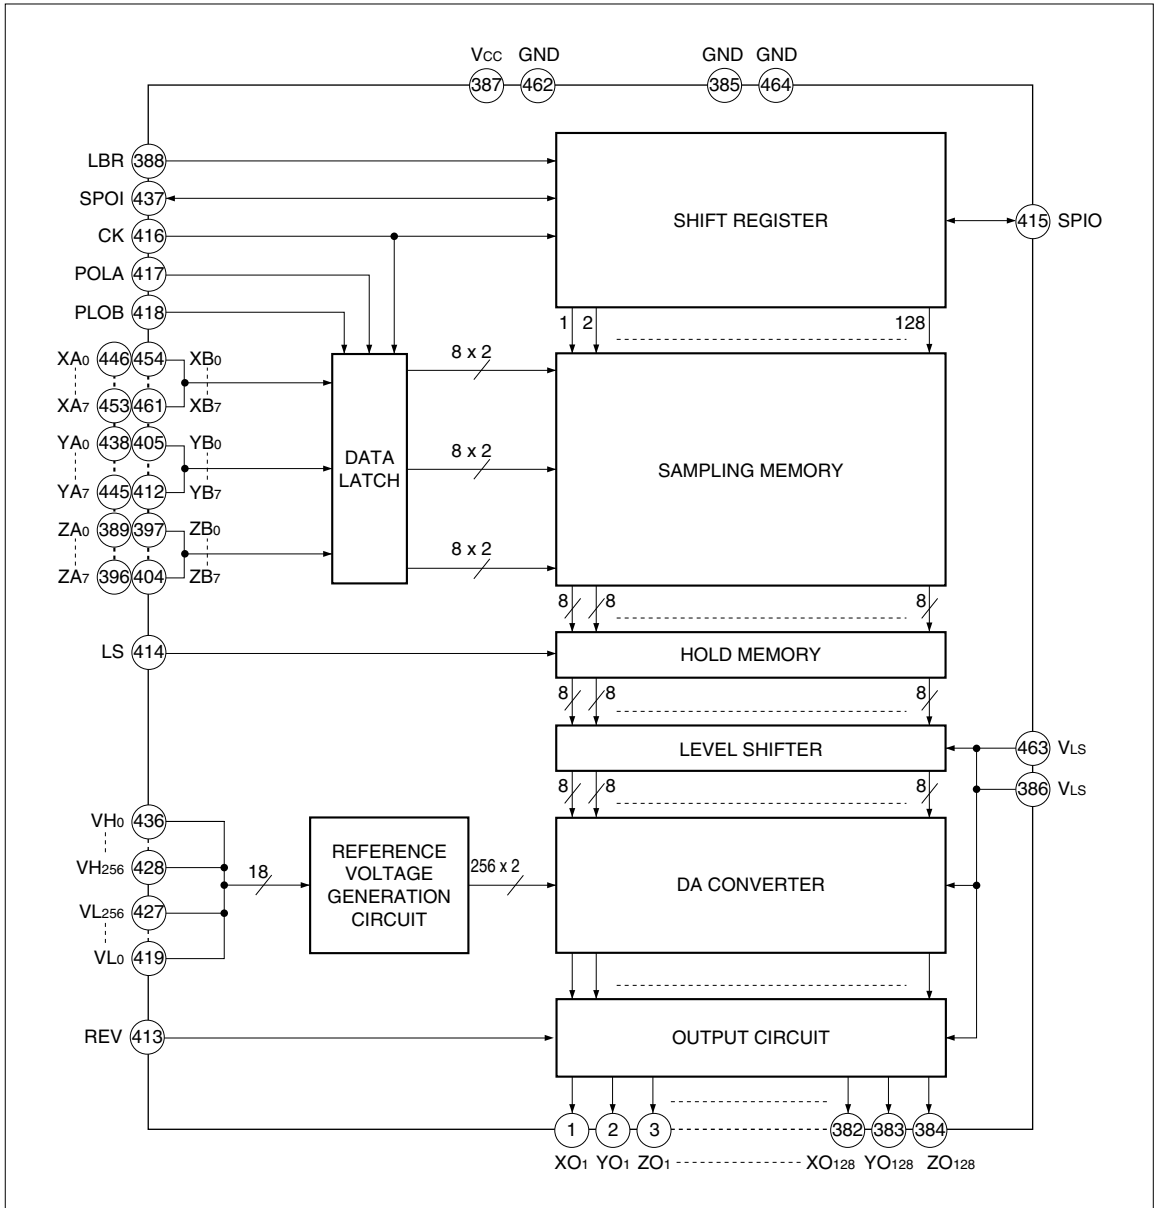 VCC GND GND GND
387 462 385 464
LBR 388
SPOI 437
CK 416
POLA 417
PLOB 418
SHIFT REGISTER
415 SPIO
1 2 128
XA0 446 454 XB0
XA7 453 461 XB7
YA0 438 405 YB0
YA7 445 412 YB7
ZA0 389 397 ZB0
ZA7 396 404 ZB7
DATA
LATCH
8 x 2
8 x 2
8 x 2
SAMPLING MEMORY
8 8 8
LS 414
HOLD MEMORY
8 8 8
LEVEL SHIFTER
463 VLS
386 VLS
8 8 8
VH0 436
VH256 428
VL256 427
VL0 419
18
REFERENCE
VOLTAGE
GENERATION
CIRCUIT
256 x 2
DA CONVERTER
REV 413
OUTPUT CIRCUIT
1 2 3 382 383 384
XO1 YO1 ZO1 XO128 YO128 ZO128